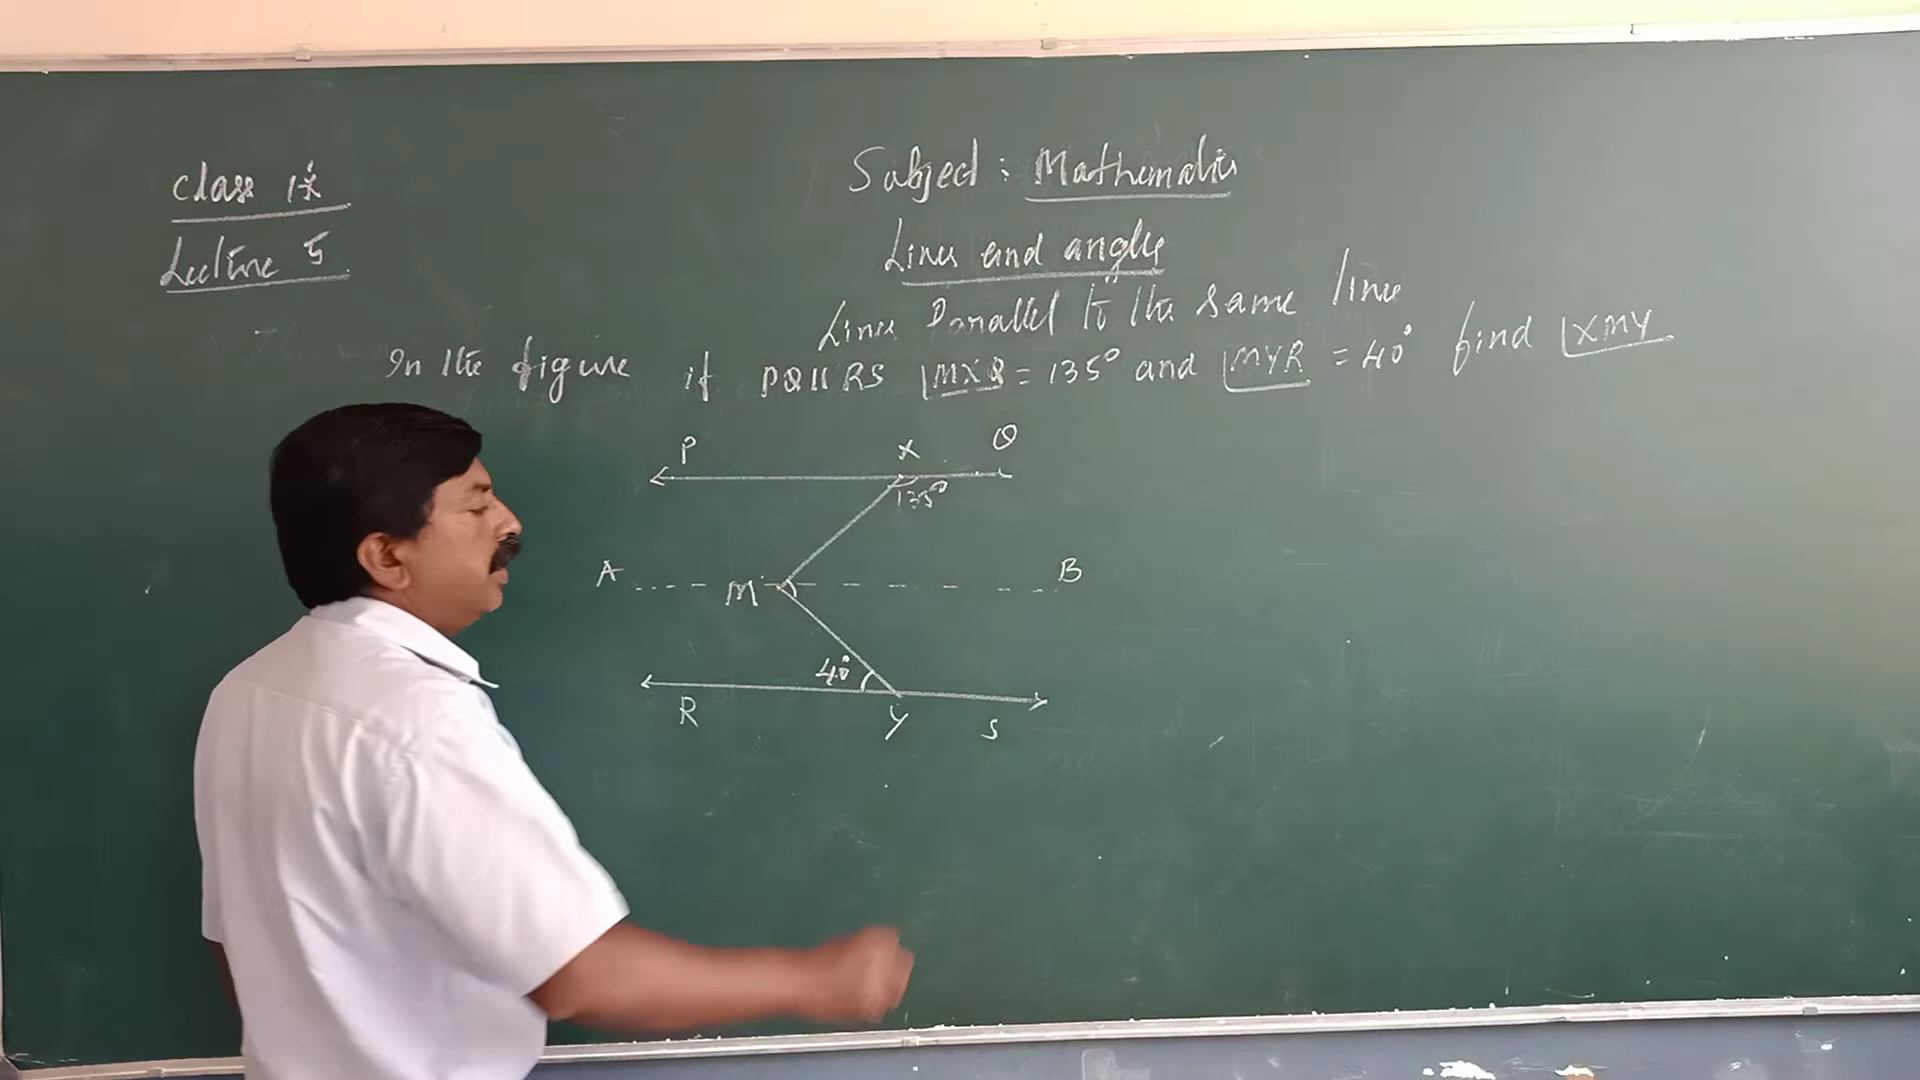 Class IX
Subject : Mathematics
Lecture 5
Lines and angles
Lines Parallel to the same line
In the figure if PQ || RS ∠MXQ = 135° and ∠MYR = 40° find ∠XMY
P X Q
135°
A M B
40°
R Y S